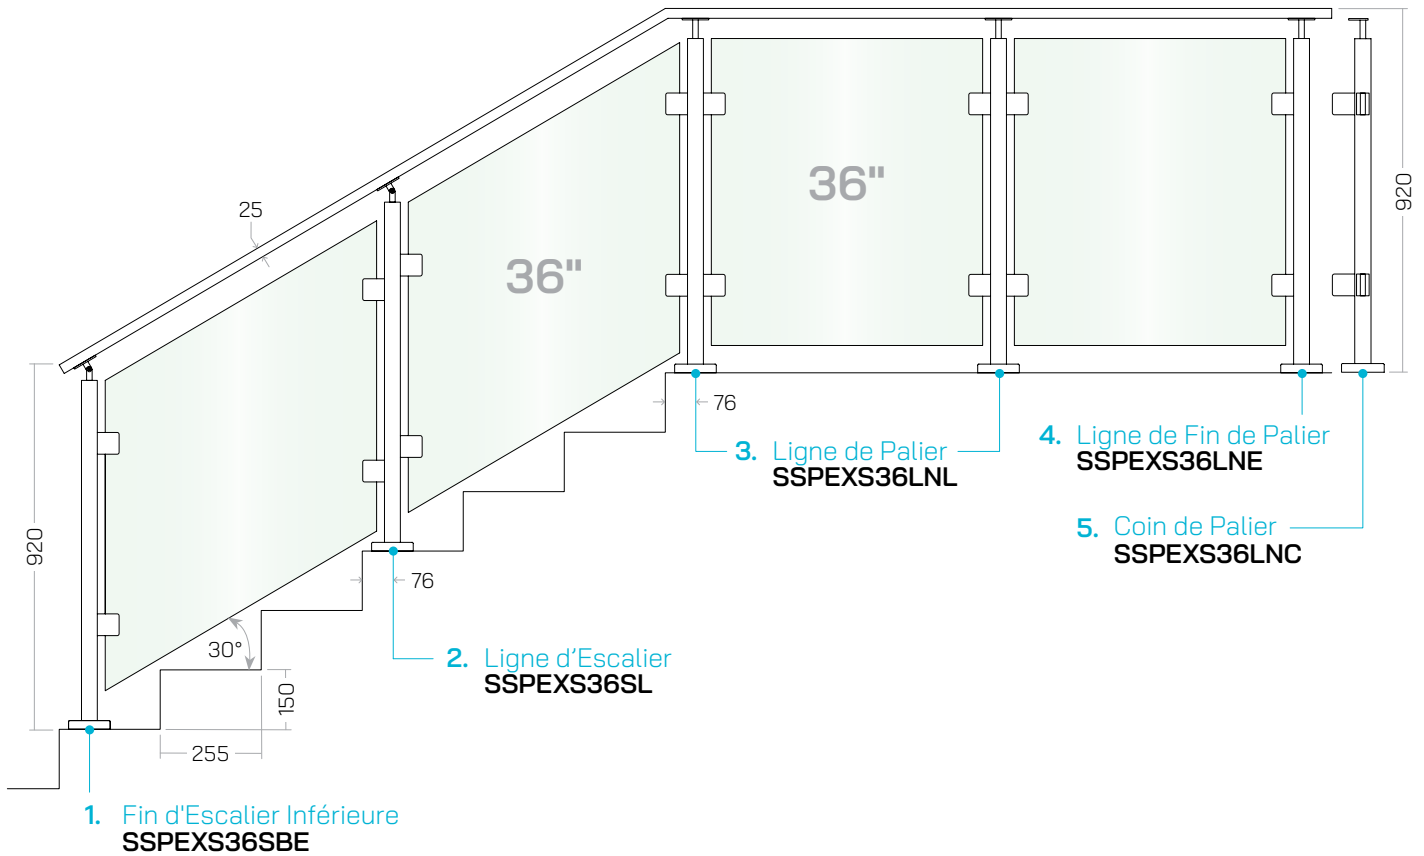 920
25
36"
36"
920
76
3. Ligne de Palier
SSPEXS36LNL
4. Ligne de Fin de Palier
SSPEXS36LNE
5. Coin de Palier
SSPEXS36LNC
920
76
30°
2. Ligne d'Escalier
SSPEXS36SL
150
255
1. Fin d'Escalier Inférieure
SSPEXS36SBE